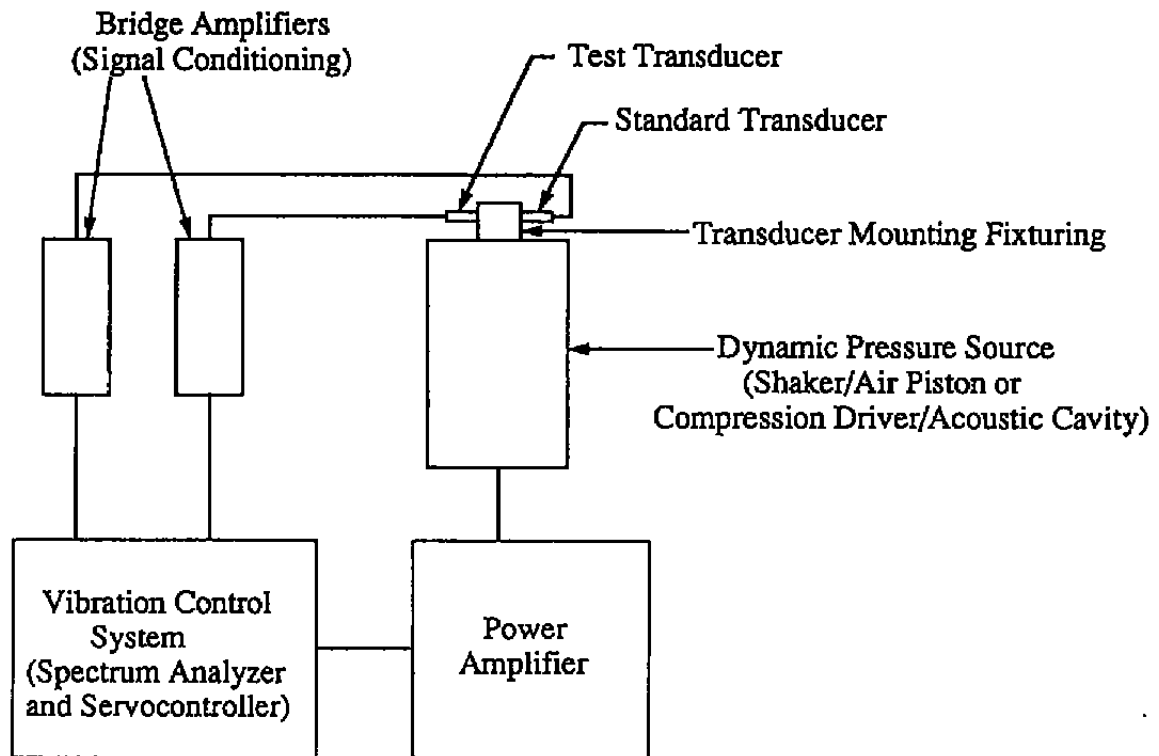 Bridge Amplifiers
(Signal Conditioning)
Test Transducer
Standard Transducer
Transducer Mounting Fixturing
Dynamic Pressure Source
(Shaker/Air Piston or
Compression Driver/Acoustic Cavity)
Vibration Control
System
(Spectrum Analyzer
and Servocontroller)
Power
Amplifier